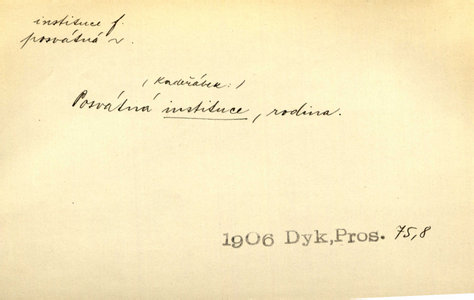 instituce f.
posvátná ~
(Kadeřábek:)
Posvátná instituce, rodina.
1906 Dyk,Pros. 75,8